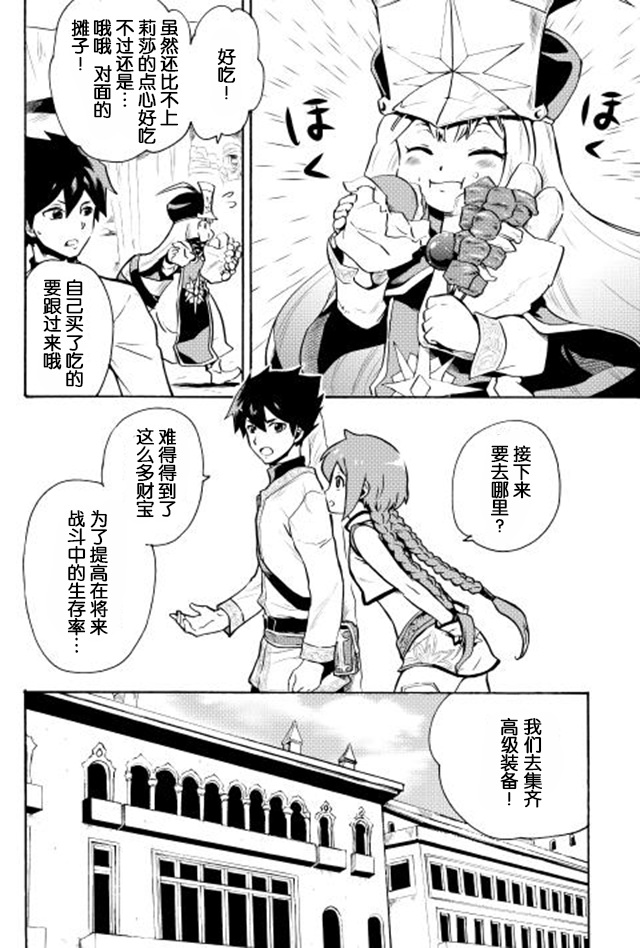 ほく
ほく
好吃！
虽然还比不上
莉莎的点心好吃
不过还是…
哦哦 对面的
摊子！
自己买了吃的
要跟过来哦
接下来
要去哪里？
难得得到了
这么多财宝
为了提高在将来
战斗中的生存率…
我们去集齐
高级装备！